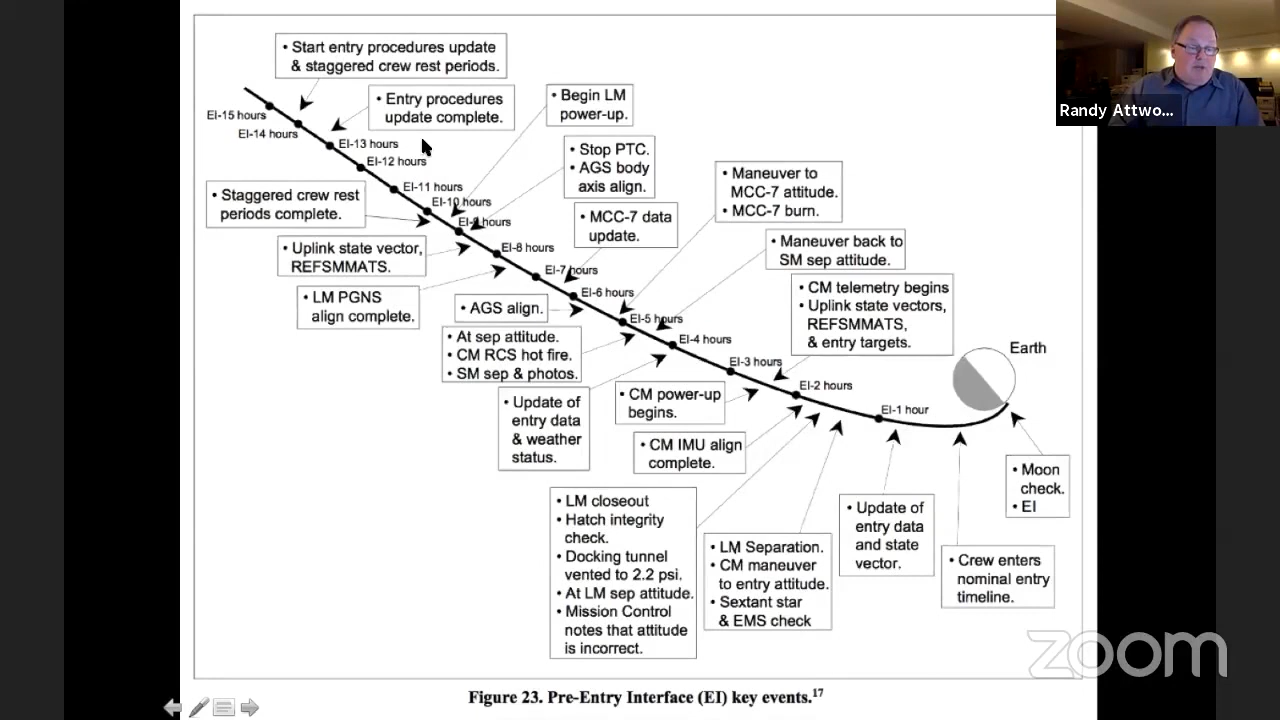 • Start entry procedures update
& staggered crew rest periods.
• Entry procedures
update complete.
• Begin LM
power-up.
• Stop PTC.
• AGS body
axis align.
• MCC-7 data
update.
• Maneuver to
MCC-7 attitude.
• MCC-7 burn.
• Maneuver back to
SM sep attitude.
• CM telemetry begins
• Uplink state vectors,
REFSMMATS,
& entry targets.
Earth
EI-15 hours
EI-14 hours
EI-13 hours
EI-12 hours
EI-11 hours
EI-10 hours
EI-9 hours
EI-8 hours
EI-7 hours
EI-6 hours
EI-5 hours
EI-4 hours
EI-3 hours
EI-2 hours
EI-1 hour
• Staggered crew rest
periods complete.
• Uplink state vector,
REFSMMATS.
• LM PGNS
align complete.
• AGS align.
• At sep attitude.
• CM RCS hot fire.
• SM sep & photos.
• Update of
entry data
& weather
status.
• CM power-up
begins.
• CM IMU align
complete.
• LM closeout
• Hatch integrity
check.
• Docking tunnel
vented to 2.2 psi.
• At LM sep attitude.
• Mission Control
notes that attitude
is incorrect.
• LM Separation.
• CM maneuver
to entry attitude.
• Sextant star
& EMS check
• Update of
entry data
and state
vector.
• Crew enters
nominal entry
timeline.
• Moon
check.
• EI
Figure 23. Pre-Entry Interface (EI) key events.17
Randy Attwo...
zoom